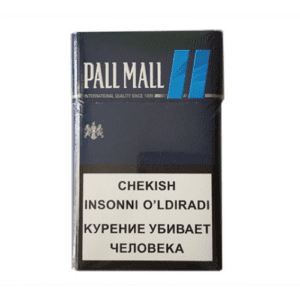 PALL MALL
INTERNATIONAL QUALITY SINCE 1899
CHEKISH
INSONNI O'LDIRADI
КУРЕНИЕ УБИВАЕТ
ЧЕЛОВЕКА